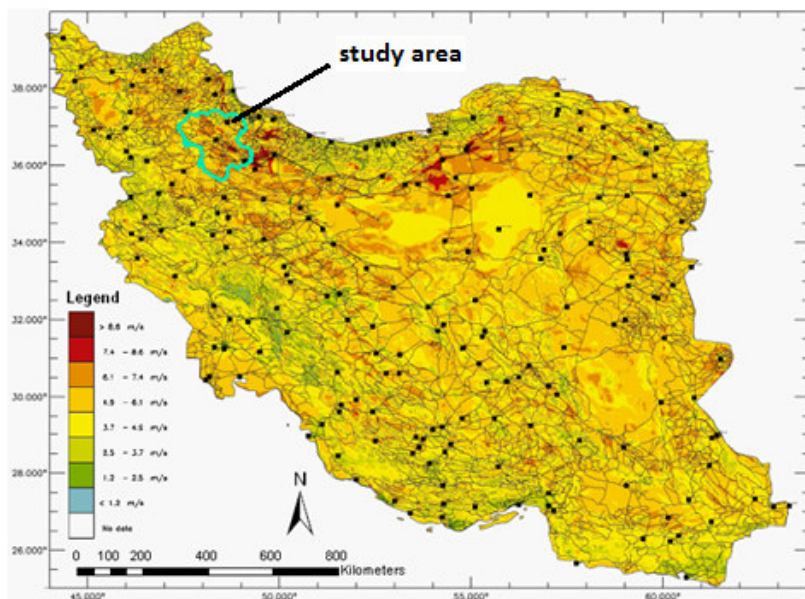 study area
38.000°
36.000°
34.000°
32.000°
30.000°
28.000°
26.000°
Legend
> 8.6 m/s
7.4 - 8.6 m/s
6.1 - 7.4 m/s
4.9 - 6.1 m/s
3.7 - 4.9 m/s
2.5 - 3.7 m/s
1.2 - 2.5 m/s
< 1.2 m/s
No data
N
0 200 400 600 800
Kilometers
45.000° 50.000° 55.000° 60.000°